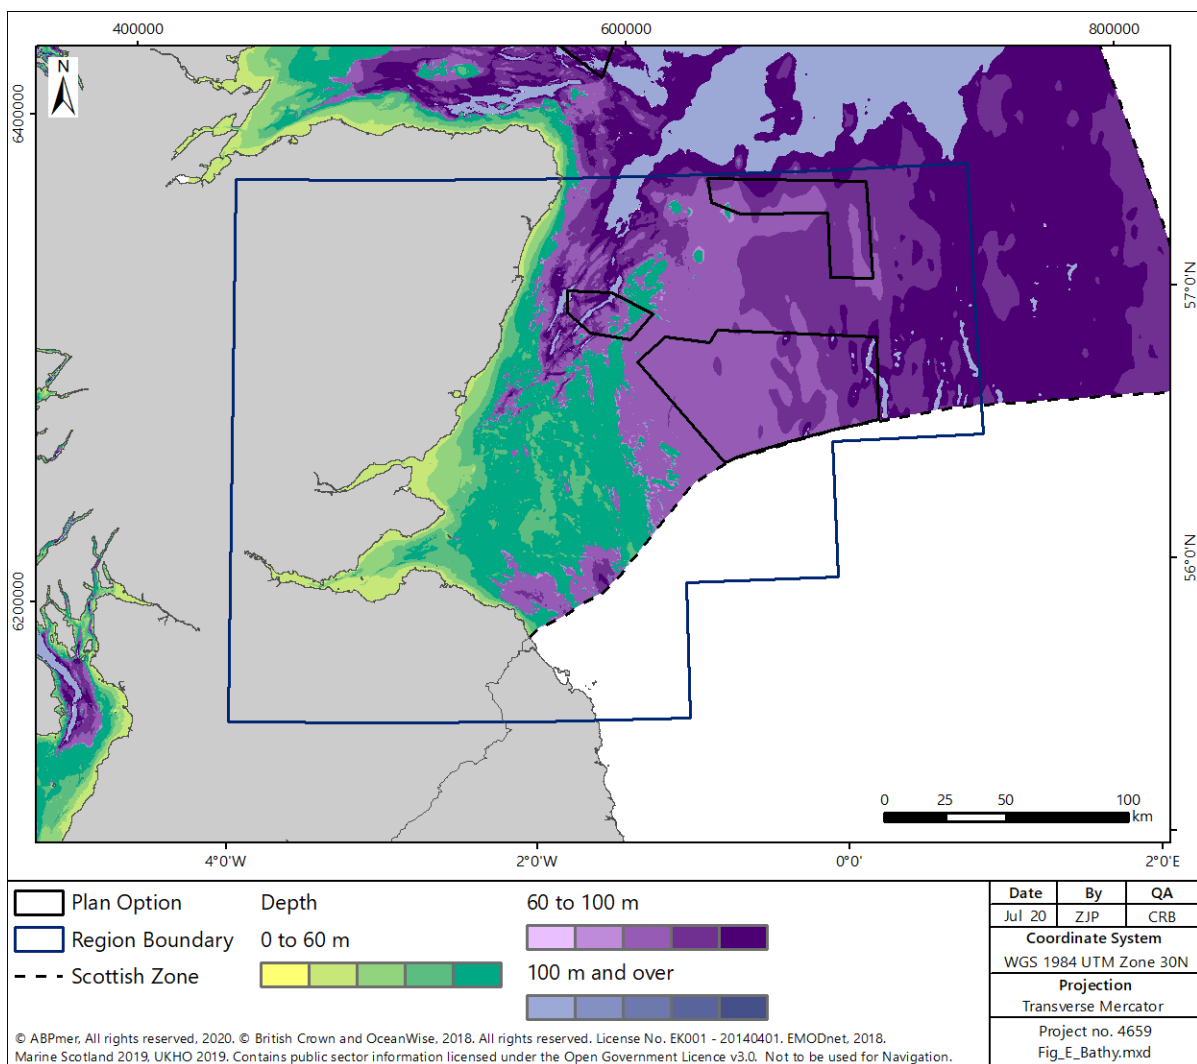 400000 600000 800000
N
6400000
57°0'N
56°0'N
6200000
0 25 50 100
km
4°0'W 2°0'W 0°0' 2°0'E
Plan Option
Region Boundary
Scottish Zone
Depth
0 to 60 m
60 to 100 m
100 m and over
Date By QA
Jul 20 ZJP CRB
Coordinate System
WGS 1984 UTM Zone 30N
Projection
Transverse Mercator
Project no. 4659
Fig_E_Bathy.mxd
© ABPmer, All rights reserved, 2020. © British Crown and OceanWise, 2018. All rights reserved. License No. EK001 - 20140401. EMODnet, 2018.
Marine Scotland 2019, UKHO 2019. Contains public sector information licensed under the Open Government Licence v3.0. Not to be used for Navigation.